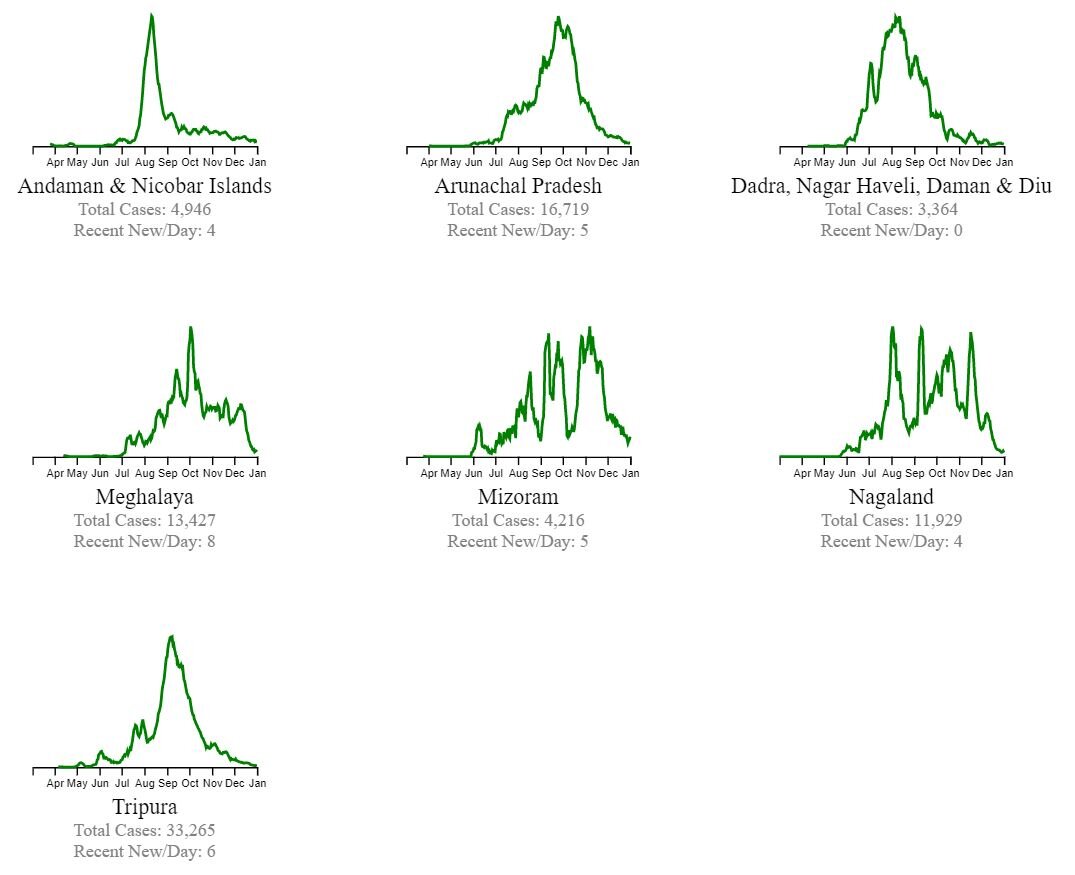 Apr May Jun Jul Aug Sep Oct Nov Dec Jan
Andaman & Nicobar Islands
Total Cases: 4,946
Recent New/Day: 4
Apr May Jun Jul Aug Sep Oct Nov Dec Jan
Arunachal Pradesh
Total Cases: 16,719
Recent New/Day: 5
Apr May Jun Jul Aug Sep Oct Nov Dec Jan
Dadra, Nagar Haveli, Daman & Diu
Total Cases: 3,364
Recent New/Day: 0
Apr May Jun Jul Aug Sep Oct Nov Dec Jan
Meghalaya
Total Cases: 13,427
Recent New/Day: 8
Apr May Jun Jul Aug Sep Oct Nov Dec Jan
Mizoram
Total Cases: 4,216
Recent New/Day: 5
Apr May Jun Jul Aug Sep Oct Nov Dec Jan
Nagaland
Total Cases: 11,929
Recent New/Day: 4
Apr May Jun Jul Aug Sep Oct Nov Dec Jan
Tripura
Total Cases: 33,265
Recent New/Day: 6